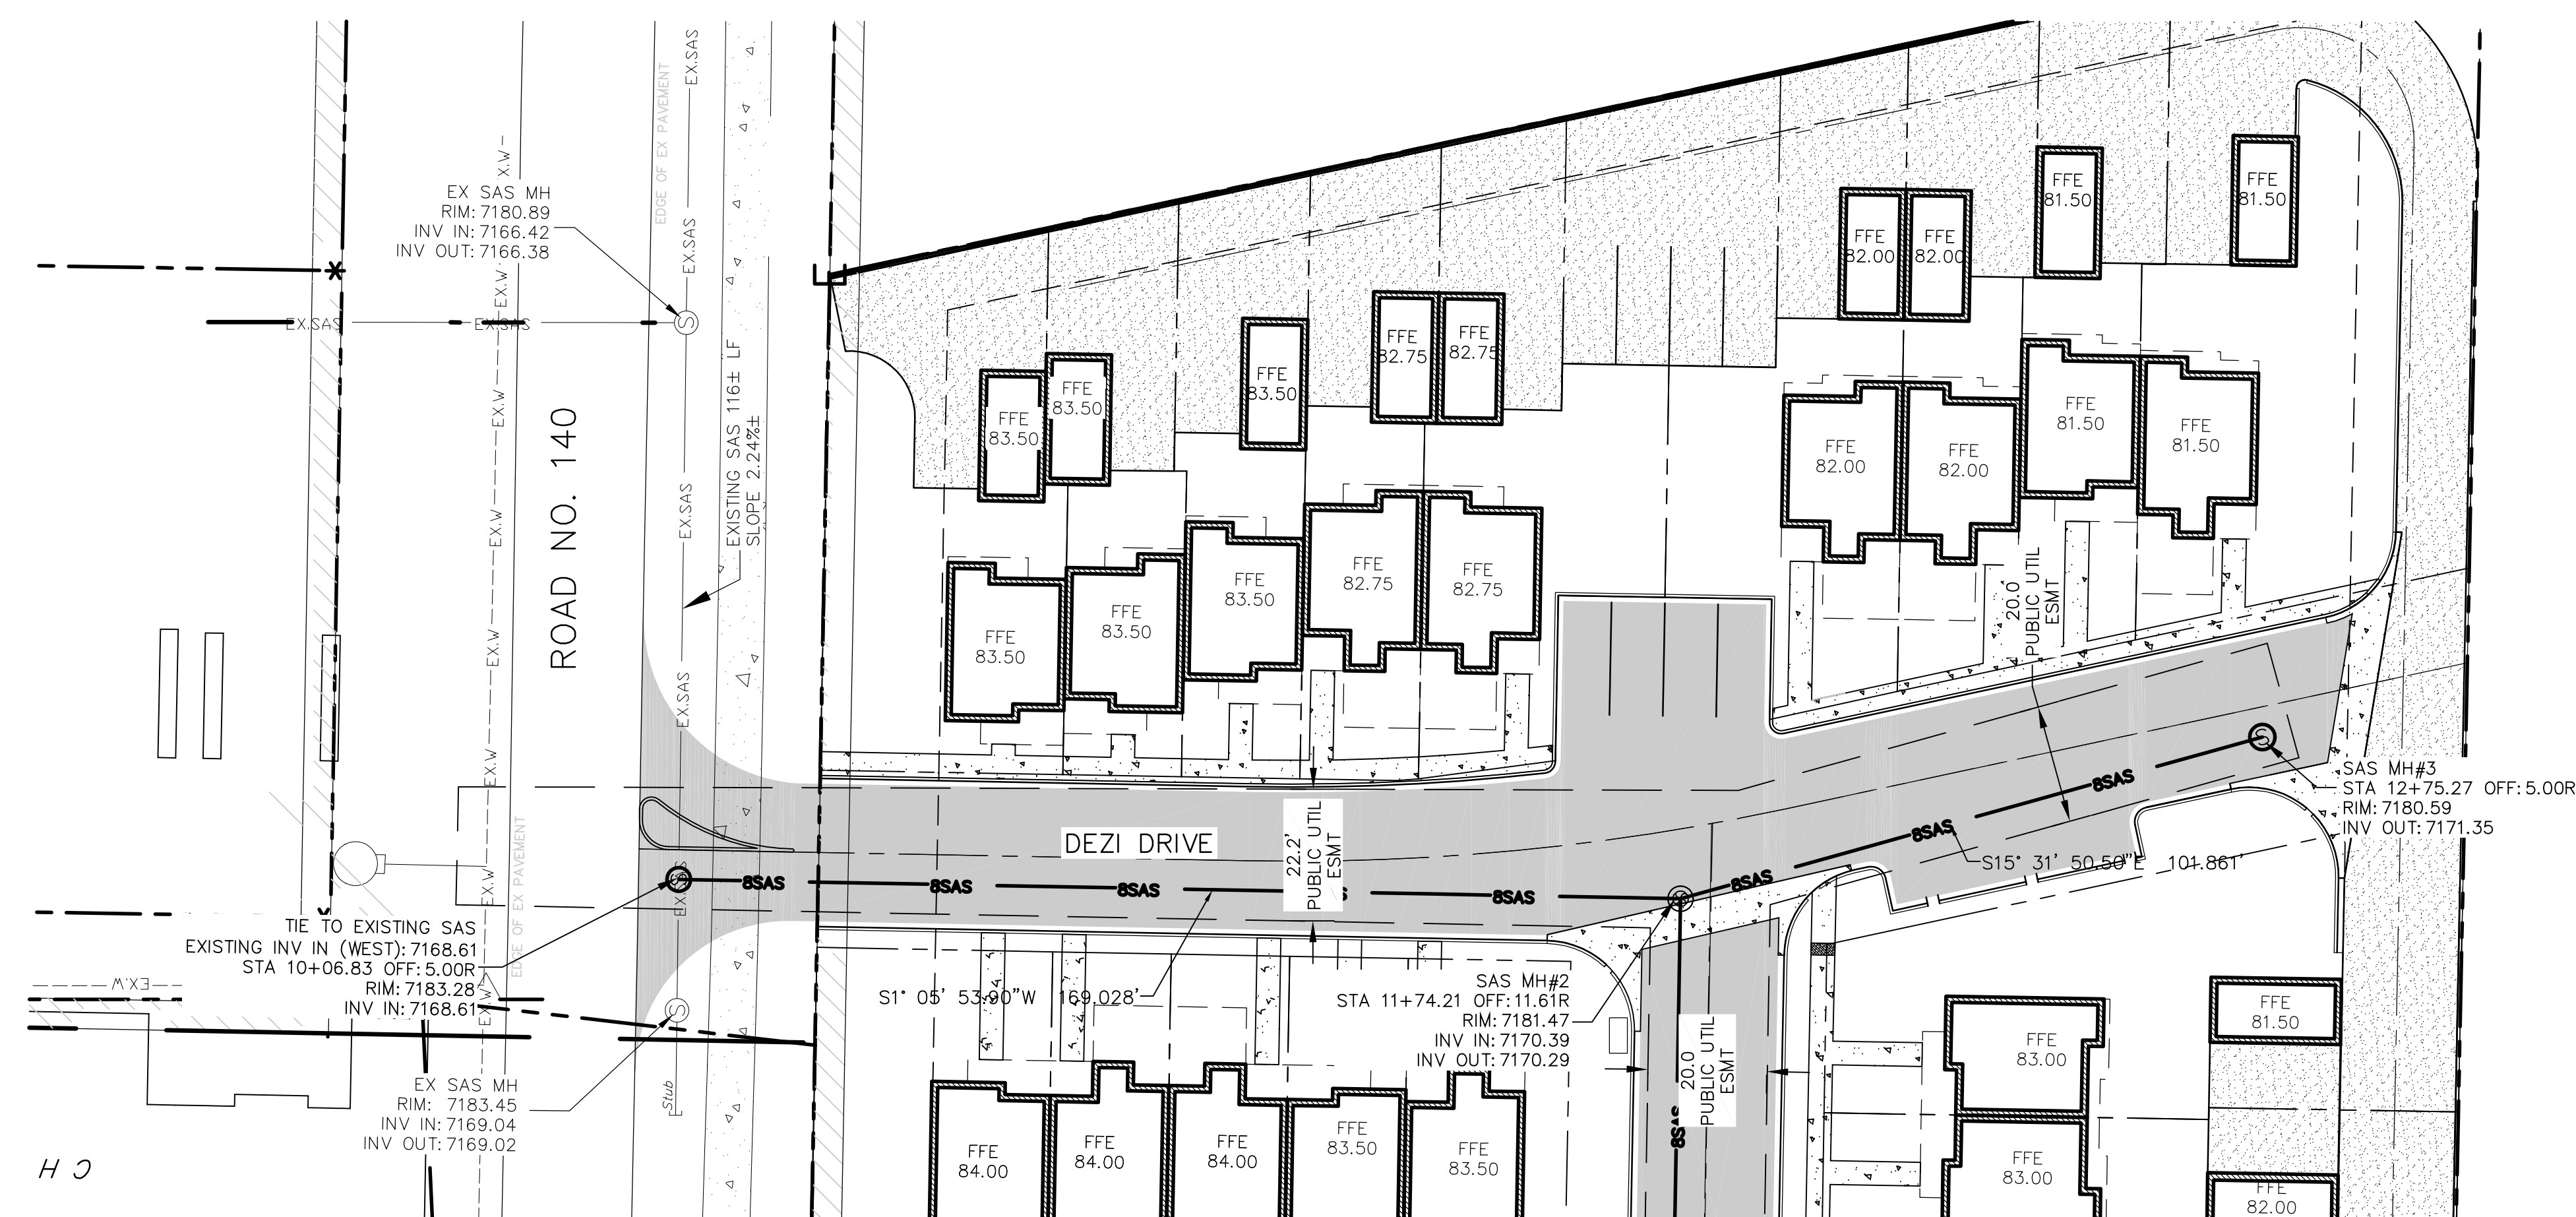 EX.SAS
EDGE OF EX PAVEMENT
X.W
EX SAS MH
RIM: 7180.89
INV IN: 7166.42
INV OUT: 7166.38
EX.SAS
EX.W
EX.SAS
EX.SAS
EX.W
ROAD NO. 140
EXISTING SAS 116± LF
SLOPE 2.24%±
EX.SAS
EX.W
EX.W
EX.SAS
EX.W
FFE
81.50
FFE
81.50
FFE
82.00
FFE
82.00
FFE
82.75
FFE
82.75
FFE
83.50
FFE
83.50
FFE
83.50
FFE
82.00
FFE
82.00
FFE
81.50
FFE
81.50
FFE
83.50
FFE
83.50
FFE
83.50
FFE
82.75
FFE
82.75
20.0'
PUBLIC UTIL
ESMT
SAS MH#3
STA 12+75.27 OFF: 5.00R
RIM: 7180.59
INV OUT: 7171.35
8SAS
8SAS
S15° 31' 50.50"E 101.861'
DEZI DRIVE
22.2'
PUBLIC UTIL
ESMT
EDGE OF EX PAVEMENT
EX.W
8SAS
8SAS
8SAS
8SAS
8SAS
TIE TO EXISTING SAS
EXISTING INV IN (WEST): 7168.61
STA 10+06.83 OFF: 5.00R
RIM: 7183.28
INV IN: 7168.61
EX.W
EX.W
S1° 05' 53.90"W 169.028'
SAS MH#2
STA 11+74.21 OFF: 11.61R
RIM: 7181.47
INV IN: 7170.39
INV OUT: 7170.29
20.0
PUBLIC UTIL
ESMT
8SAS
Stub
EX SAS MH
RIM: 7183.45
INV IN: 7169.04
INV OUT: 7169.02
C H
FFE
84.00
FFE
84.00
FFE
84.00
FFE
83.50
FFE
83.50
FFE
83.00
FFE
81.50
FFE
83.00
FFE
82.00